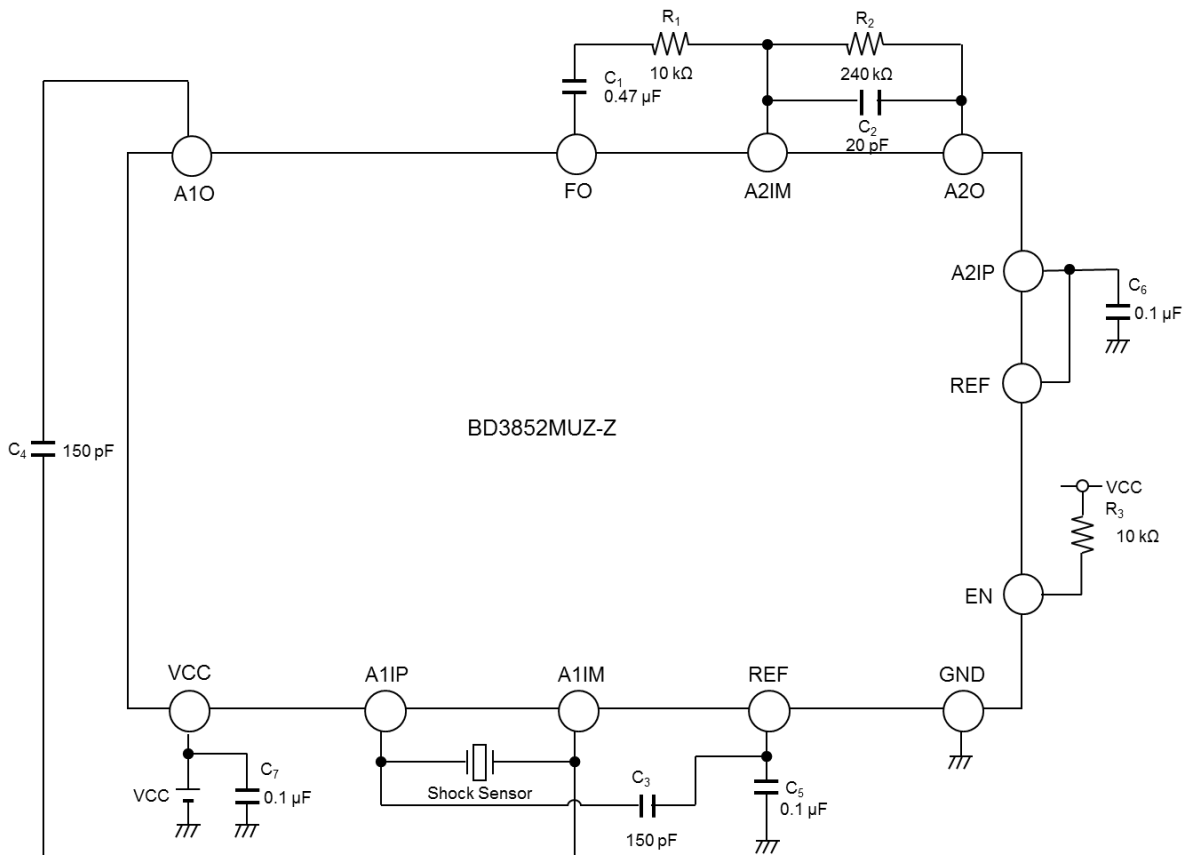 R1
10 kΩ
R2
240 kΩ
C1
0.47 µF
C2
20 pF
A1O
FO
A2IM
A2O
A2IP
C6
0.1 µF
REF
BD3852MUZ-Z
C4
150 pF
VCC
R3
10 kΩ
EN
VCC
A1IP
A1IM
REF
GND
VCC
C7
0.1 µF
Shock Sensor
C3
150 pF
C5
0.1 µF